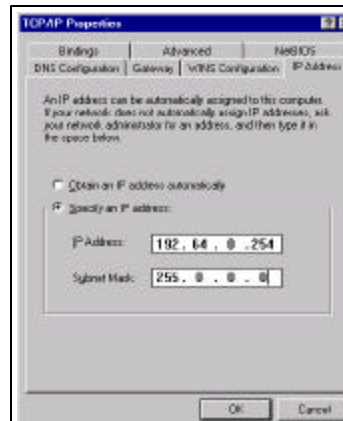 TCP/IP Properties
Bindings Advanced NetBIOS
DNS Configuration Gateway WINS Configuration IP Address
An IP address can be automatically assigned to this computer.
If your network does not automatically assign IP addresses, ask
your network administrator for an address, and then type it in
the space below.
Obtain an IP address automatically
Specify an IP address:
IP Address: 192. 64 . 0 .254
Subnet Mask: 255. 0 . 0 . 0
OK Cancel